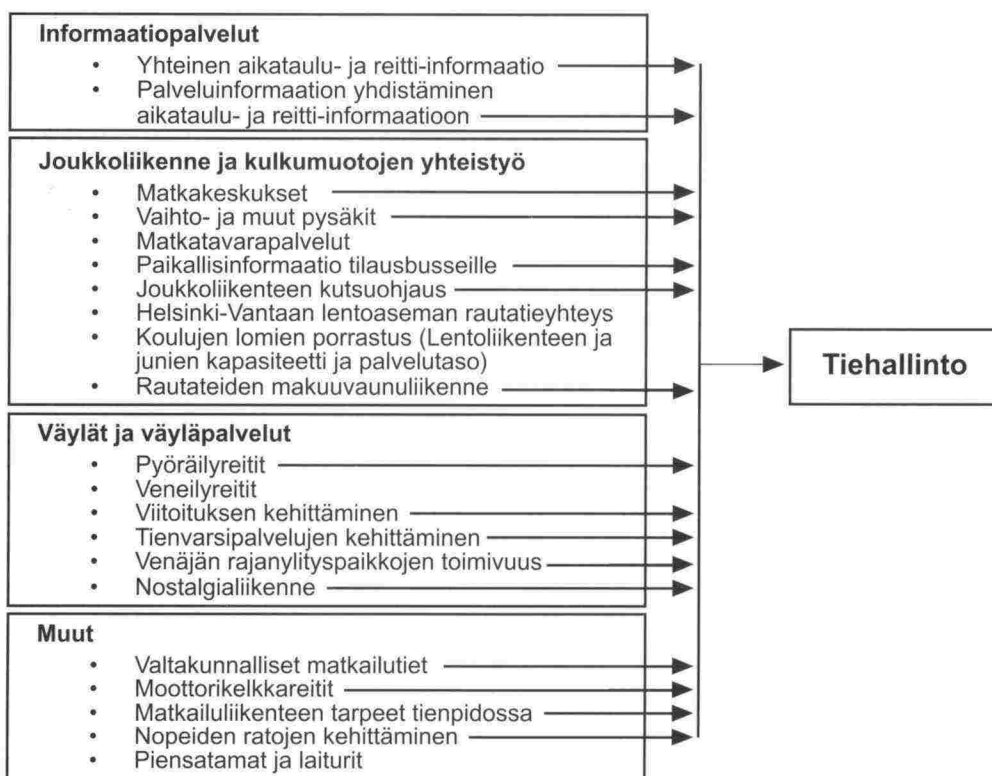 Informaatiopalvelut
• Yhteinen aikataulu- ja reitti-informaatio
• Palveluinformaation yhdistäminen
aikataulu- ja reitti-informaatioon
Joukkoliikenne ja kulkumuotojen yhteistyö
• Matkakeskukset
• Vaihto- ja muut pysäkit
• Matkatavarapalvelut
• Paikallisinformaatio tilausbusseille
• Joukkoliikenteen kutsuohjaus
• Helsinki-Vantaan lentoaseman rautatieyhteys
• Koulujen lomien porrastus (Lentoliikenteen ja
junien kapasiteetti ja palvelutaso)
• Rautateiden makuuvaunuliikenne
Väylät ja väyläpalvelut
• Pyöräilyreitit
• Veneilyreitit
• Viitoituksen kehittäminen
• Tienvarsipalvelujen kehittäminen
• Venäjän rajanylityspaikkojen toimivuus
• Nostalgialiikenne
Muut
• Valtakunnalliset matkailutiet
• Moottorikelkkareitit
• Matkailuliikenteen tarpeet tienpidossa
• Nopeiden ratojen kehittäminen
• Piensatamat ja laiturit
Tiehallinto